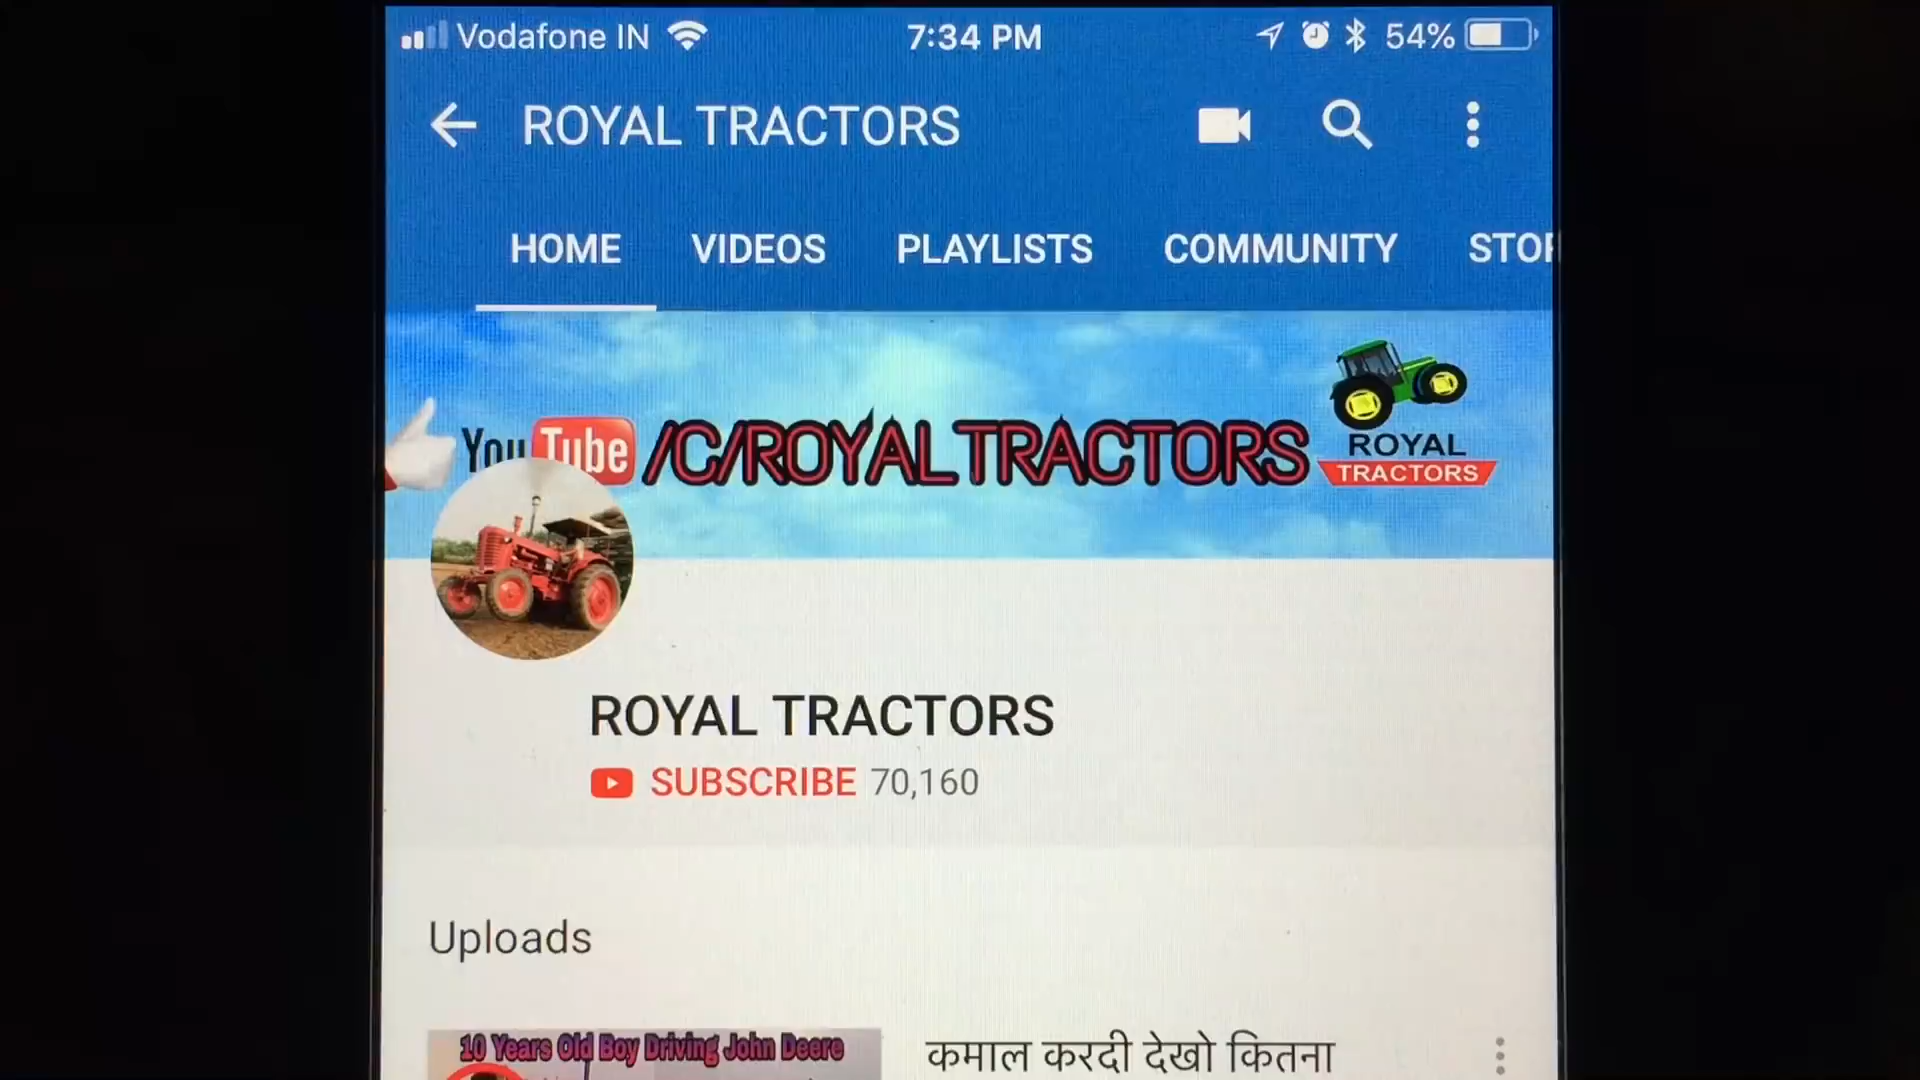 Vodafone IN 7:34 PM 54%
ROYAL TRACTORS
HOME VIDEOS PLAYLISTS COMMUNITY
YouTube /C/ROYALTRACTORS
ROYAL
TRACTORS
ROYAL TRACTORS
SUBSCRIBE 70,160
Uploads
10 Years Old Boy Driving John Deere
कमाल करदी देखो कितना